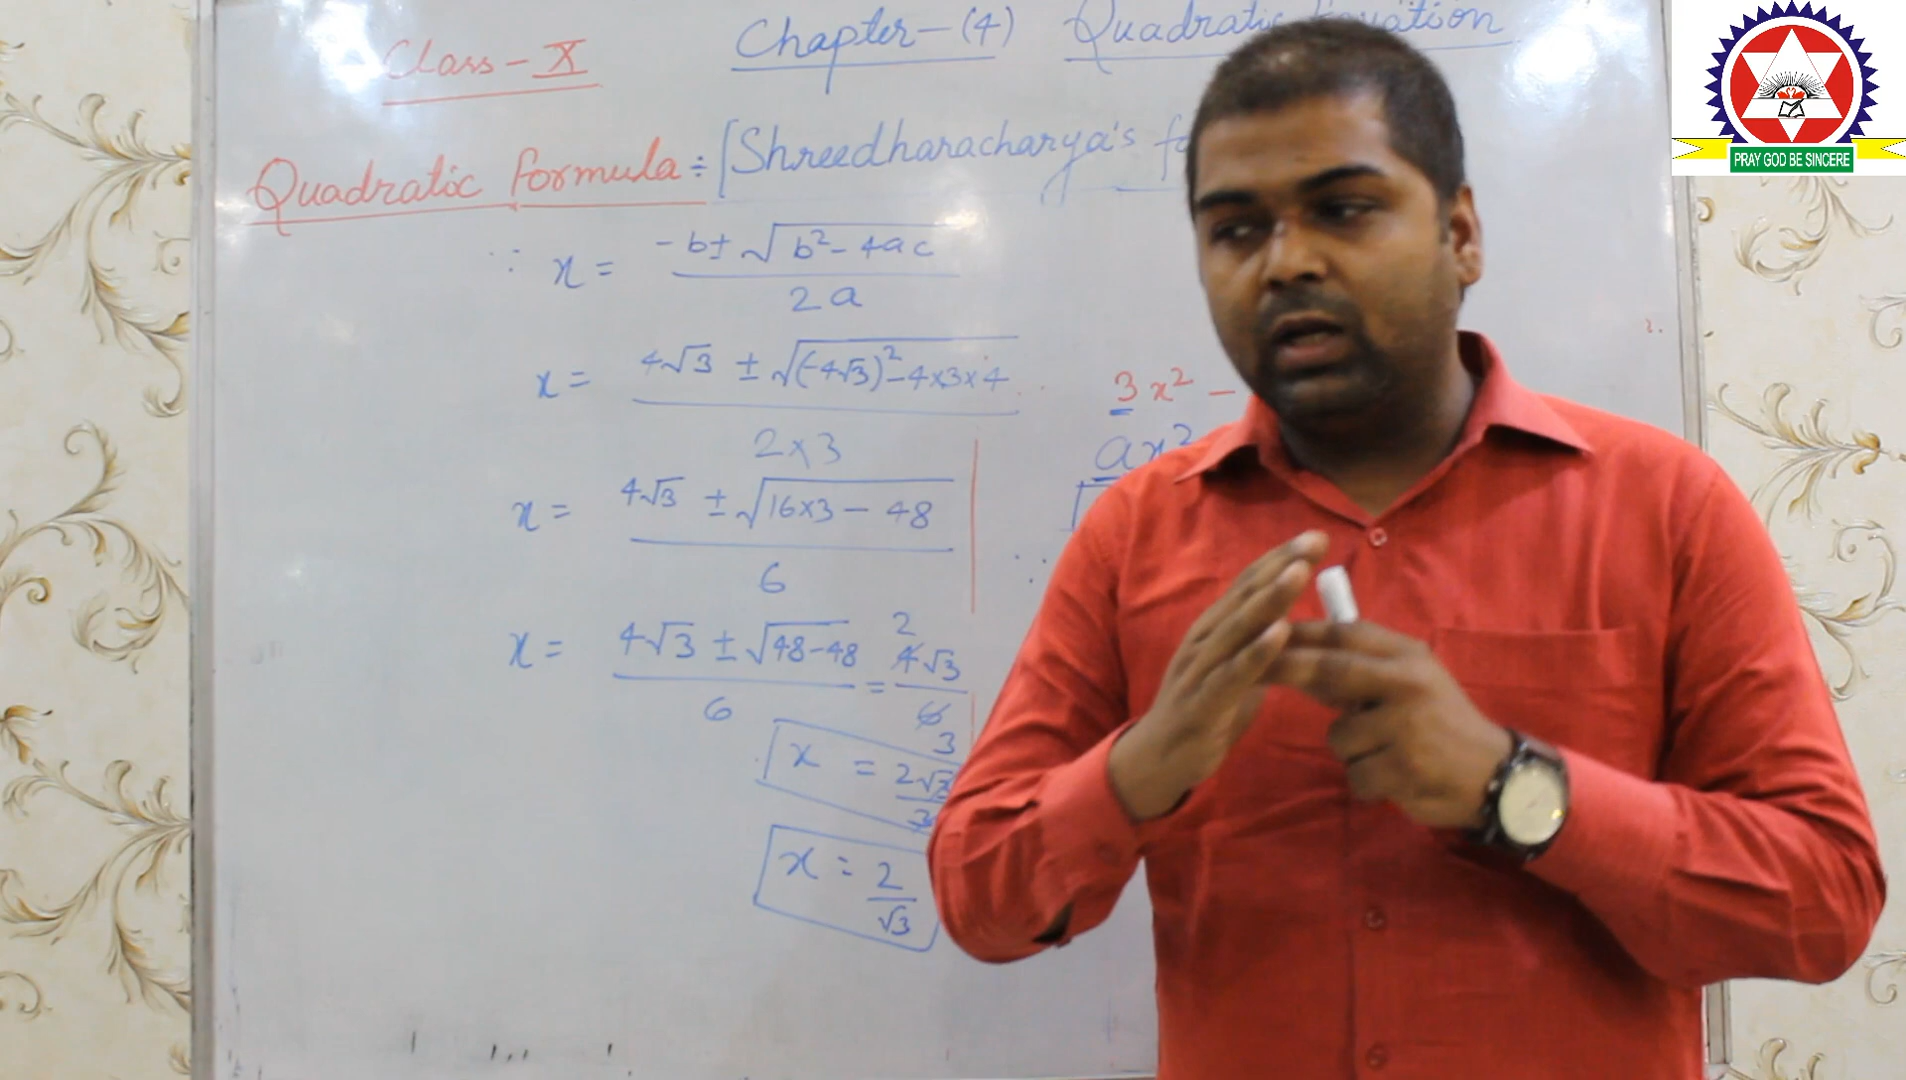 Class - X
Chapter - (4) Quadratic Equation
Quadratic formula ÷ [Shreedharacharya's
∵ x = -b ± √(b² - 4ac) / 2a
x = 4√3 ± √((-4√3)² - 4×3×4) / 2×3
3x² -
ax²
x = 4√3 ± √(16×3 - 48) / 6
x = 4√3 ± √(48-48) / 6 = 4√3 / 6
2
3
x = 2√3 / 3
x = 2 / √3
PRAY GOD BE SINCERE